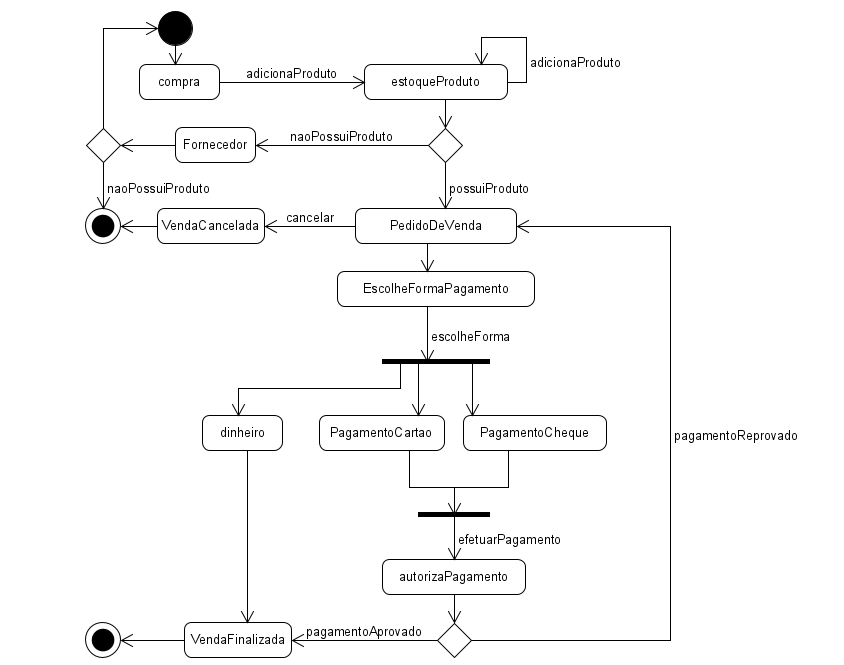 compra
adicionaProduto
estoqueProduto
adicionaProduto
Fornecedor
naoPossuiProduto
naoPossuiProduto
possuiProduto
VendaCancelada
cancelar
PedidoDeVenda
EscolheFormaPagamento
escolheForma
dinheiro
PagamentoCartao
PagamentoCheque
pagamentoReprovado
efetuarPagamento
autorizaPagamento
VendaFinalizada
pagamentoAprovado